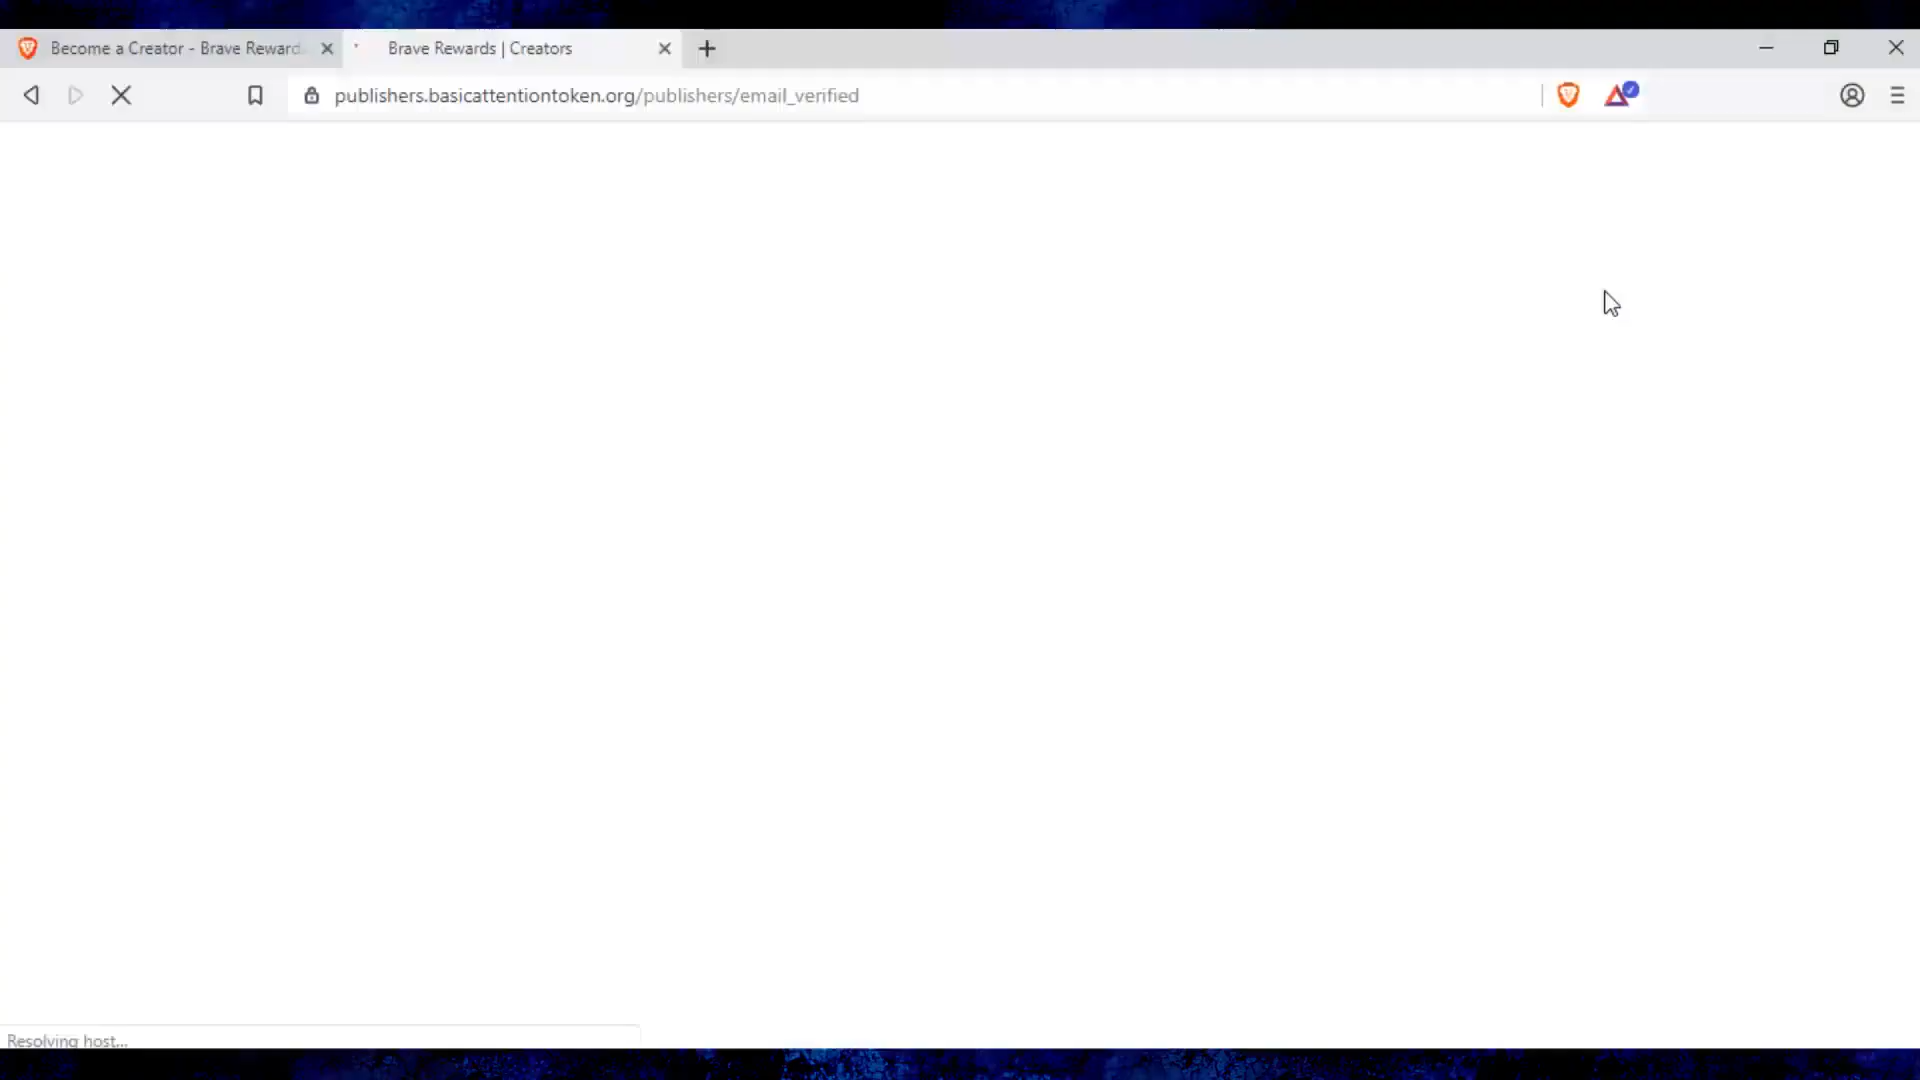 Become a Creator - Brave Reward
Brave Rewards | Creators
publishers.basicattentiontoken.org/publishers/email_verified
Resolving host...